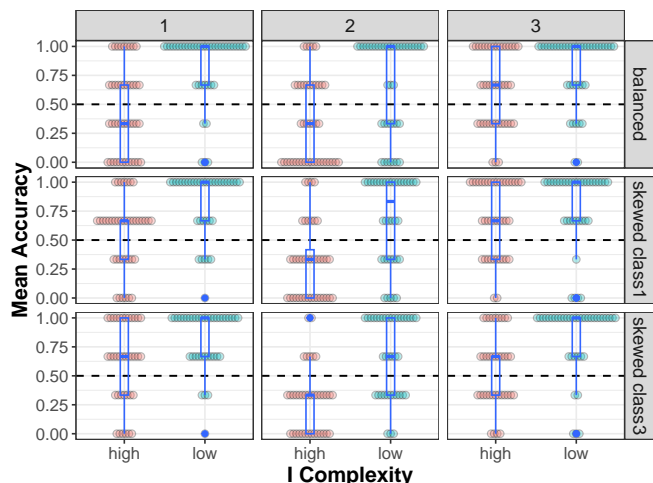 1 2 3
1.00
0.75
0.50
0.25
0.00
balanced
1.00
0.75
0.50
0.25
0.00
skewed class1
1.00
0.75
0.50
0.25
0.00
skewed class3
Mean Accuracy
high low high low high low
I Complexity